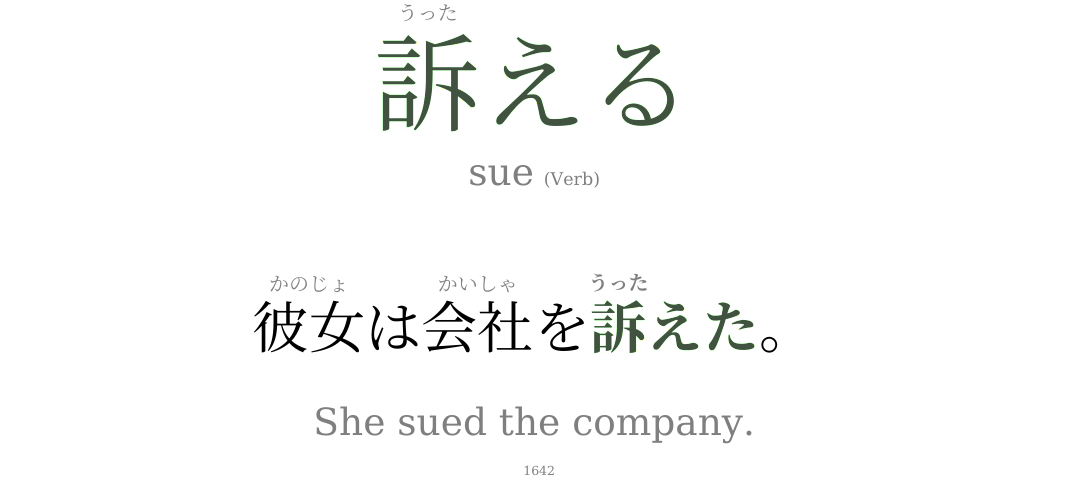 うった
訴える
sue (Verb)
かのじょ かいしゃ うった
彼女は会社を訴えた。
She sued the company.
1642